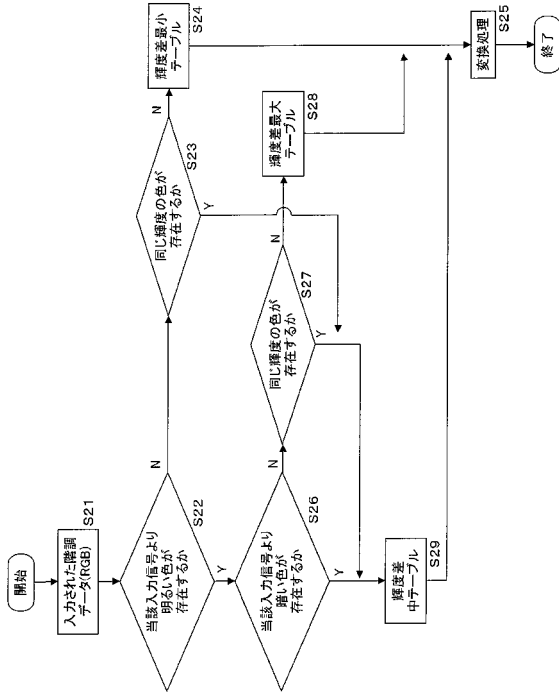 開始
入力された階調
データ(RGB)
S21
当該入力信号より
明るい色が
存在するか
S22
N
Y
同じ輝度の色が
存在するか
S23
N
Y
輝度差最小
テーブル
S24
当該入力信号より
暗い色が
存在するか
S26
N
Y
同じ輝度の色が
存在するか
S27
N
Y
輝度差最大
テーブル
S28
輝度差
中テーブル
S29
変換処理
S25
終了